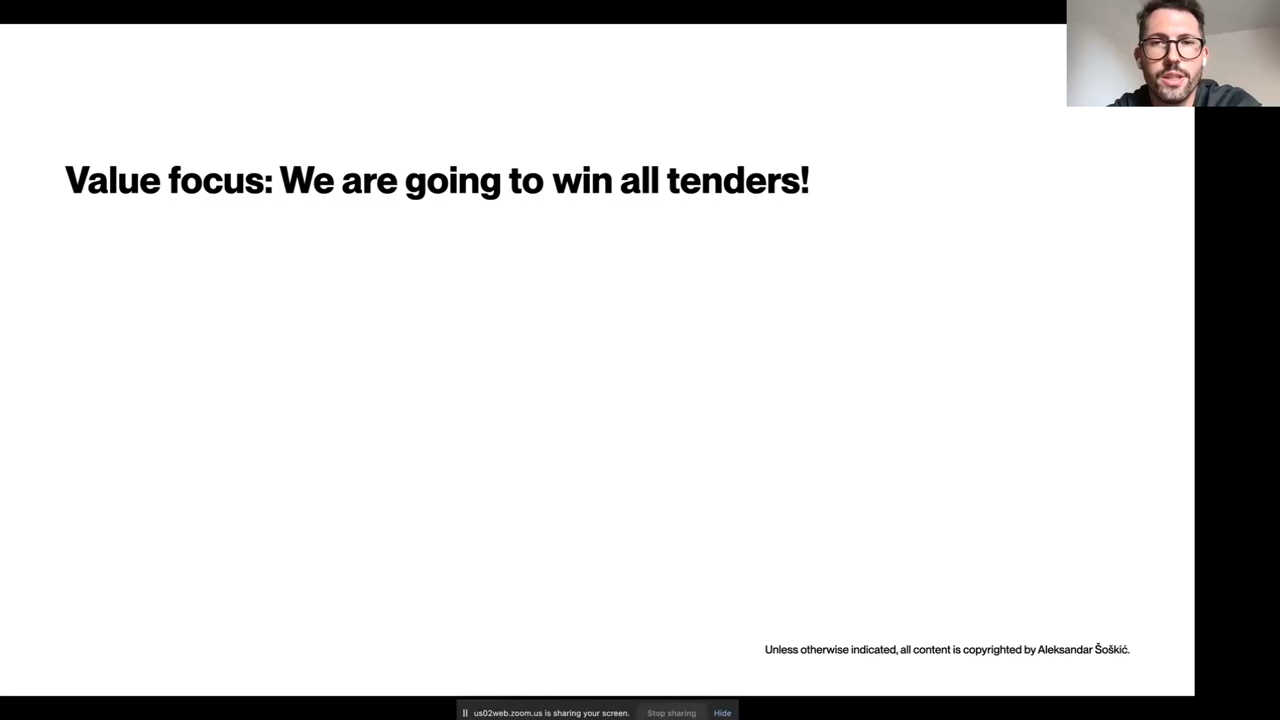 Value focus: We are going to win all tenders!
Unless otherwise indicated, all content is copyrighted by Aleksandar Šoškić.
us02web.zoom.us is sharing your screen. Stop sharing Hide